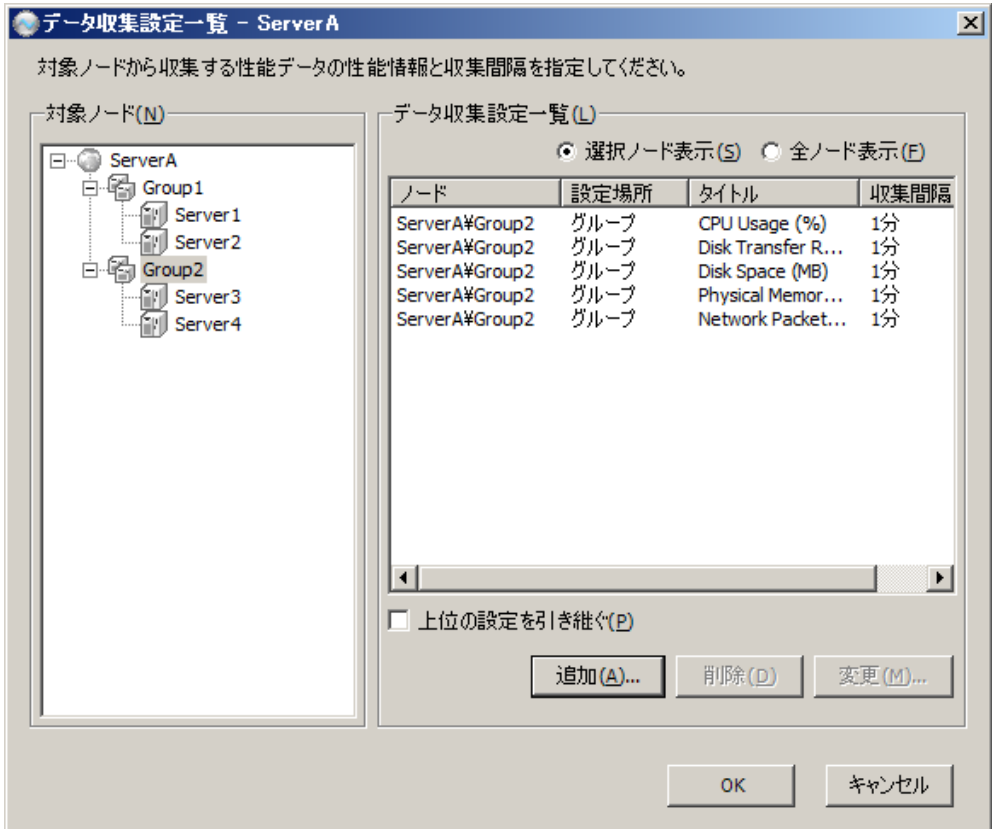 データ収集設定一覧 - ServerA
対象ノードから収集する性能データの性能情報と収集間隔を指定してください。
対象ノード(N)
ServerA
Group1
Server1
Server2
Group2
Server3
Server4
データ収集設定一覧(L)
選択ノード表示(S) 全ノード表示(F)
ノード 設定場所 タイトル 収集間隔
ServerA¥Group2 グループ CPU Usage (%) 1分
ServerA¥Group2 グループ Disk Transfer R... 1分
ServerA¥Group2 グループ Disk Space (MB) 1分
ServerA¥Group2 グループ Physical Memor... 1分
ServerA¥Group2 グループ Network Packet... 1分
上位の設定を引き継ぐ(P)
追加(A)... 削除(D) 変更(M)...
OK キャンセル